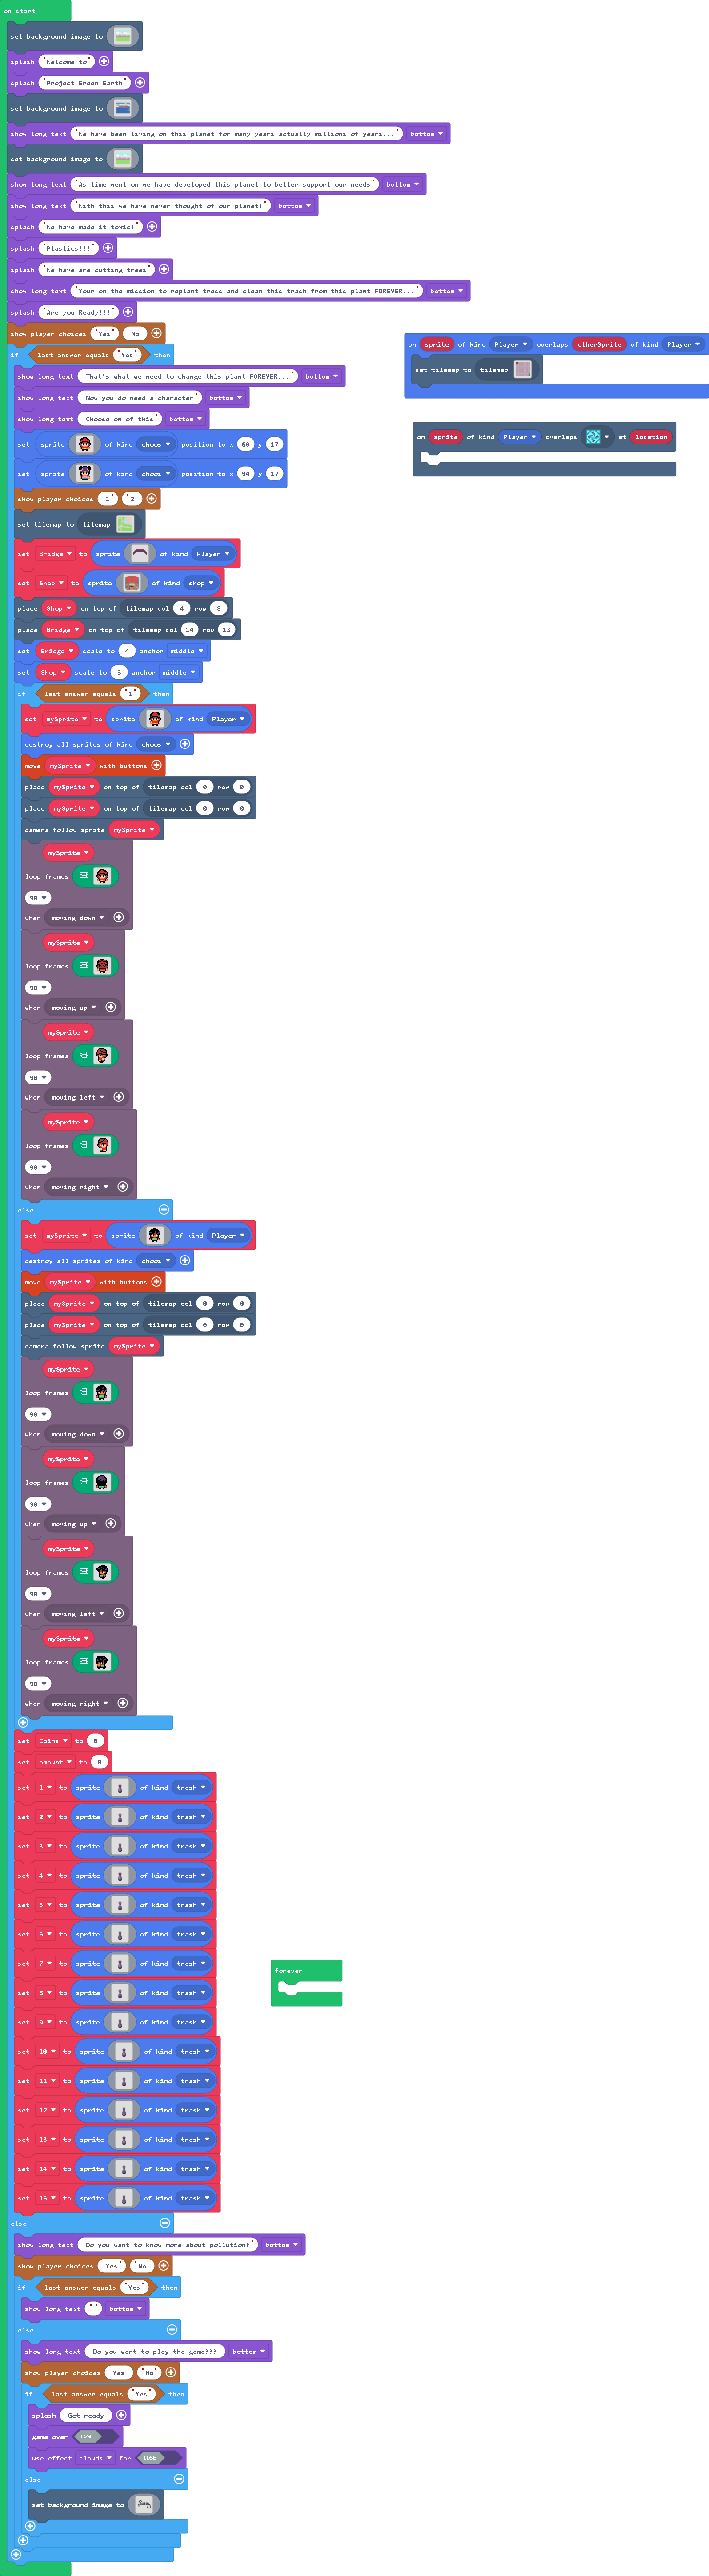 on start
set background image to
splash "Welcome to"
splash "Project Green Earth"
set background image to
show long text "We have been living on this planet for many years actually millions of years..." bottom
set background image to
show long text "As time went on we have developed this planet to better support our needs" bottom
show long text "With this we have never thought of our planet!" bottom
splash "We have made it toxic!"
splash "Plastics!!!"
splash "We have are cutting trees"
show long text "Your on the mission to replant tress and clean this trash from this plant FOREVER!!!" bottom
splash "Are you Ready!!!"
show player choices "Yes" "No"
if last answer equals "Yes" then
show long text "That's what we need to change this plant FOREVER!!!" bottom
show long text "Now you do need a character" bottom
show long text "Choose on of this" bottom
set sprite of kind choos position to x 60 y 17
set sprite of kind choos position to x 94 y 17
show player choices "1" "2"
set tilemap to tilemap
set Bridge to sprite of kind Player
set Shop to sprite of kind shop
place Shop on top of tilemap col 4 row 8
place Bridge on top of tilemap col 14 row 13
set Bridge scale to 4 anchor middle
set Shop scale to 3 anchor middle
if last answer equals "1" then
set mySprite to sprite of kind Player
destroy all sprites of kind choos
move mySprite with buttons
place mySprite on top of tilemap col 0 row 0
place mySprite on top of tilemap col 0 row 0
camera follow sprite mySprite
mySprite
loop frames
90
when moving down
mySprite
loop frames
90
when moving up
mySprite
loop frames
90
when moving left
mySprite
loop frames
90
when moving right
else
set mySprite to sprite of kind Player
destroy all sprites of kind choos
move mySprite with buttons
place mySprite on top of tilemap col 0 row 0
place mySprite on top of tilemap col 0 row 0
camera follow sprite mySprite
mySprite
loop frames
90
when moving down
mySprite
loop frames
90
when moving up
mySprite
loop frames
90
when moving left
mySprite
loop frames
90
when moving right
set Coins to 0
set amount to 0
set 1 to sprite of kind trash
set 2 to sprite of kind trash
set 3 to sprite of kind trash
set 4 to sprite of kind trash
set 5 to sprite of kind trash
set 6 to sprite of kind trash
set 7 to sprite of kind trash
set 8 to sprite of kind trash
set 9 to sprite of kind trash
set 10 to sprite of kind trash
set 11 to sprite of kind trash
set 12 to sprite of kind trash
set 13 to sprite of kind trash
set 14 to sprite of kind trash
set 15 to sprite of kind trash
else
show long text "Do you want to know more about pollution?" bottom
show player choices "Yes" "No"
if last answer equals "Yes" then
show long text " " bottom
else
show long text "Do you want to play the game???" bottom
show player choices "Yes" "No"
if last answer equals "Yes" then
splash "Get ready"
game over LOSE
use effect clouds for LOSE
else
set background image to
on sprite of kind Player overlaps otherSprite of kind Player
set tilemap to tilemap
on sprite of kind Player overlaps at location
forever